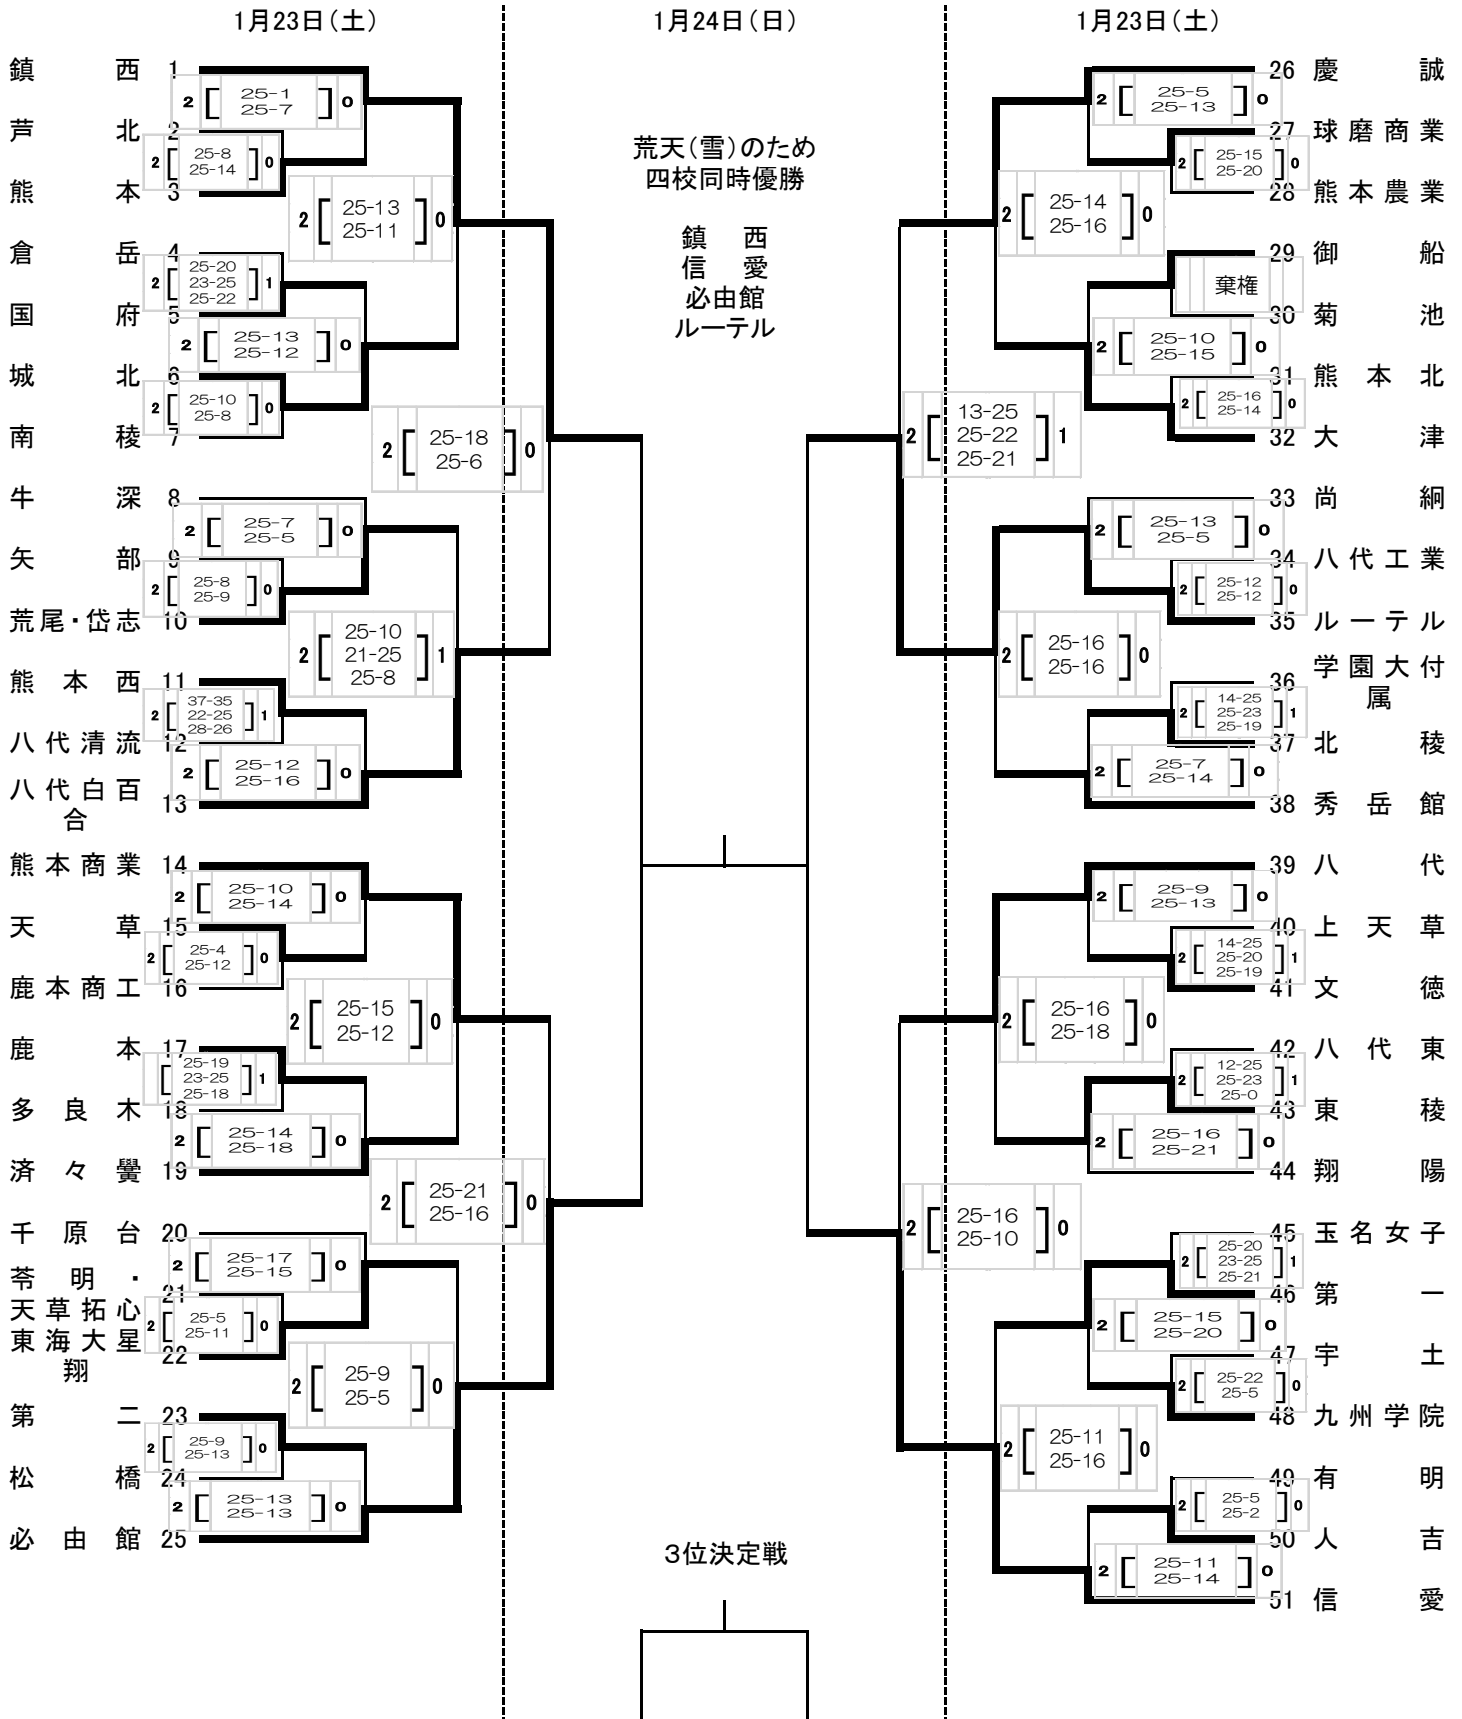 1月23日（土）
1月24日（日）
1月23日（土）
荒天（雪）のため
四校同時優勝
鎮 西
信 愛
必由館
ルーテル
鎮 西 1
2 25-1 0
25-7
芦 北 2
2 25-8 0
25-14
熊 本 3
2 25-13 0
25-11
倉 岳 4
25-20
2 23-25 1
25-22
国 府 5
2 25-13 0
25-12
城 北 6
2 25-10 0
25-8
南 稜 7
2 25-18 0
25-6
牛 深 8
2 25-7 0
25-5
矢 部 9
2 25-8 0
25-9
荒尾・岱志 10
25-10
2 21-25 1
25-8
熊 本 西 11
37-35
2 22-25 1
28-26
八代清流 12
2 25-12 0
25-16
八代白百
合
13
熊本商業 14
2 25-10 0
25-14
天 草 15
2 25-4 0
25-12
鹿本商工 16
2 25-15 0
25-12
鹿 本 17
25-19
23-25 1
25-18
多 良 木 18
2 25-14 0
25-18
済 々 黌 19
2 25-21 0
25-16
千 原 台 20
2 25-17 0
25-15
苓 明 ・
天草拓心
21
2 25-5 0
25-11
東海大星
翔
22
2 25-9 0
25-5
第 二 23
2 25-9 0
25-13
松 橋 24
2 25-13 0
25-13
必 由 館 25
26 慶 誠
2 25-5 0
25-13
27 球磨商業
2 25-15 0
25-20
28 熊本農業
2 25-14 0
25-16
29 御 船
棄権
30 菊 池
2 25-10 0
25-15
31 熊 本 北
2 25-16 0
25-14
32 大 津
13-25
2 25-22 1
25-21
33 尚 絅
2 25-13 0
25-5
34 八代工業
2 25-12 0
25-12
35 ルーテル
2 25-16 0
25-16
36 学園大付
属
14-25
2 25-23 1
25-19
37 北 稜
2 25-7 0
25-14
38 秀 岳 館
39 八 代
2 25-9 0
25-13
40 上 天 草
14-25
2 25-20 1
25-19
41 文 徳
2 25-16 0
25-18
42 八 代 東
12-25
2 25-23 1
25-0
43 東 稜
2 25-16 0
25-21
44 翔 陽
2 25-16 0
25-10
45 玉名女子
25-20
2 23-25 1
25-21
46 第 一
2 25-15 0
25-20
47 宇 土
2 25-22 0
25-5
48 九州学院
2 25-11 0
25-16
49 有 明
2 25-5 0
25-2
50 人 吉
2 25-11 0
25-14
51 信 愛
3位決定戦